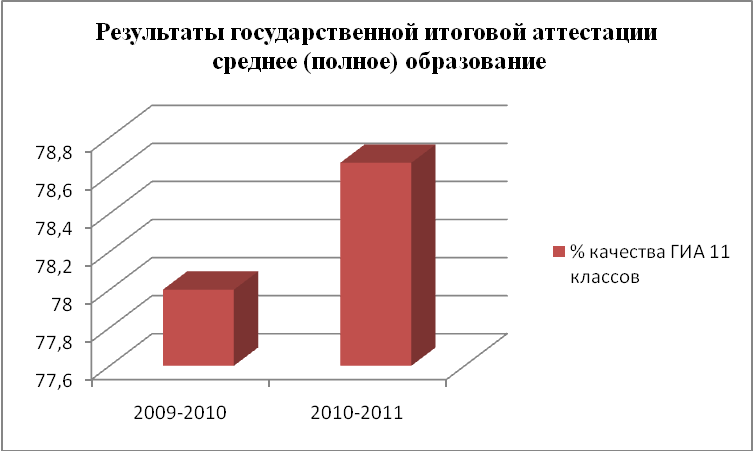 Результаты государственной итоговой аттестации
среднее (полное) образование
78,8
78,6
78,4
78,2
78
77,8
77,6
2009-2010
2010-2011
% качества ГИА 11
классов